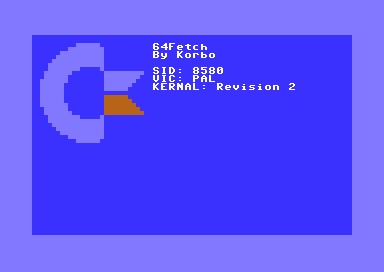 64Fetch
By Korbo
SID: 8580
VIC: PAL
KERNAL: Revision 2